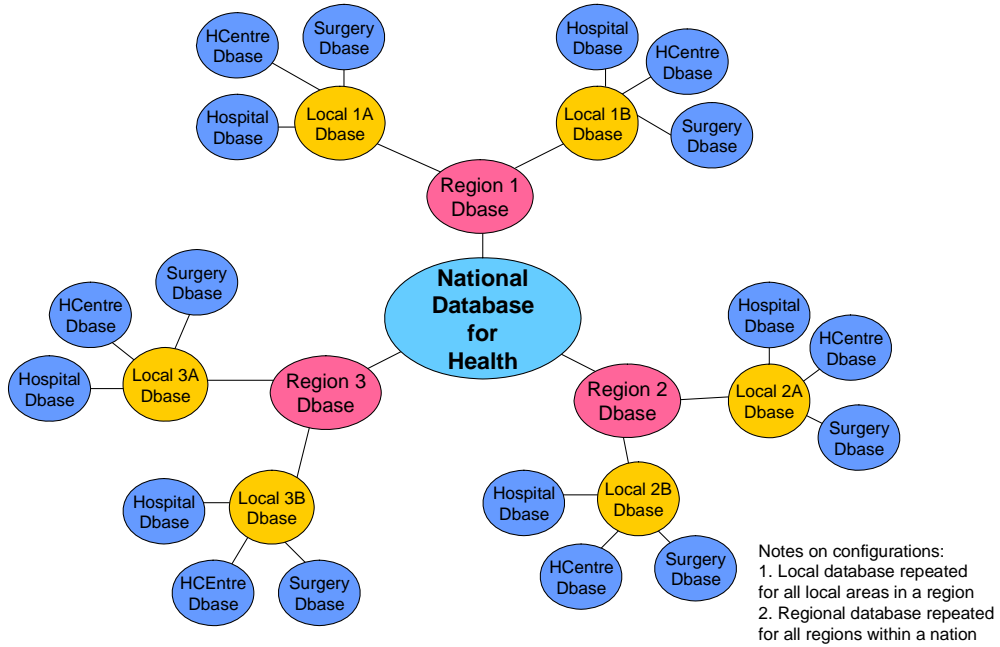 HCentre
Dbase
Surgery
Dbase
Hospital
Dbase
Local 1A
Dbase
Hospital
Dbase
HCentre
Dbase
Local 1B
Dbase
Surgery
Dbase
Region 1
Dbase
National
Database
for
Health
Surgery
Dbase
HCentre
Dbase
Hospital
Dbase
Local 3A
Dbase
Region 3
Dbase
Hospital
Dbase
Local 3B
Dbase
HCEntre
Dbase
Surgery
Dbase
Hospital
Dbase
HCentre
Dbase
Region 2
Dbase
Local 2A
Dbase
Surgery
Dbase
Hospital
Dbase
Local 2B
Dbase
HCentre
Dbase
Surgery
Dbase
Notes on configurations:
1. Local database repeated
for all local areas in a region
2. Regional database repeated
for all regions within a nation